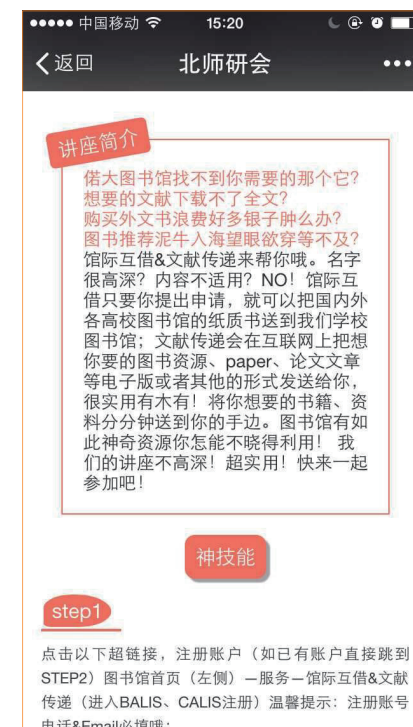 中国移动 15:20
返回 北师研会
讲座简介
偌大图书馆找不到你需要的那个它?
想要的文献下载不了全文?
购买外文书浪费好多银子肿么办?
图书推荐泥牛入海望眼欲穿等不及?
馆际互借&文献传递来帮你哦。名字
很高深?内容不适用?NO!馆际互
借只要你提出申请,就可以把国内外
各高校图书馆的纸质书送到我们学校
图书馆;文献传递会在互联网上把想
你要的图书资源、paper、论文文章
等电子版或者其他的形式发送给你,
很实用有木有!将你想要的书籍、资
料分分钟送到你的手边。图书馆有如
此神奇资源你怎能不晓得利用!我
们的讲座不高深!超实用!快来一起
参加吧!
神技能
step1
点击以下超链接,注册账户(如已有账户直接跳到
STEP2)图书馆首页(左侧)—服务—馆际互借&文献
传递(进入BALIS、CALIS注册)温馨提示:注册账号
电话&Email必填哦;